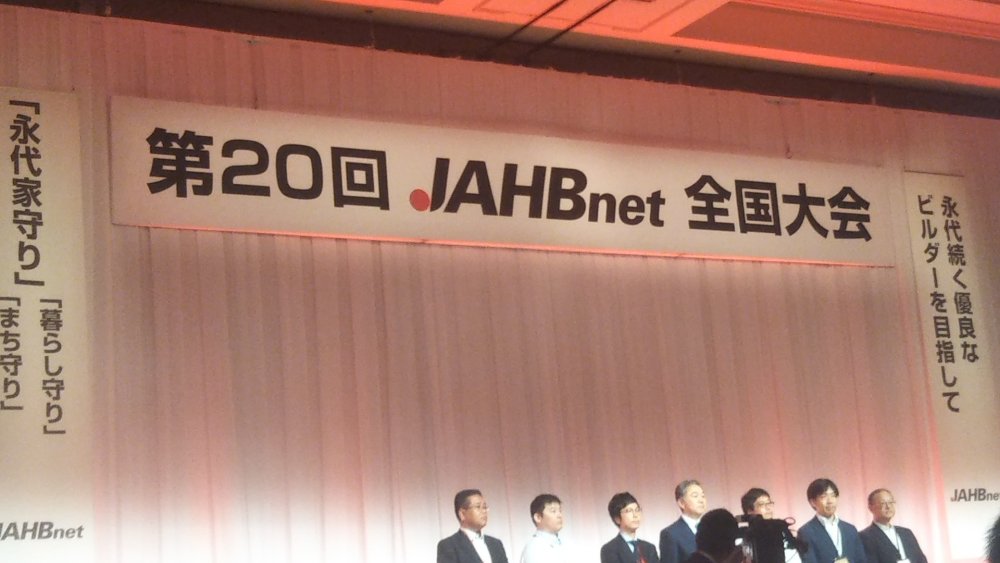 第20回 JAHBnet 全国大会
「永代家守り」
「暮らし守り」
「まち守り」
JAHBnet
永代続く優良な
ビルダーを目指して
JAHBnet